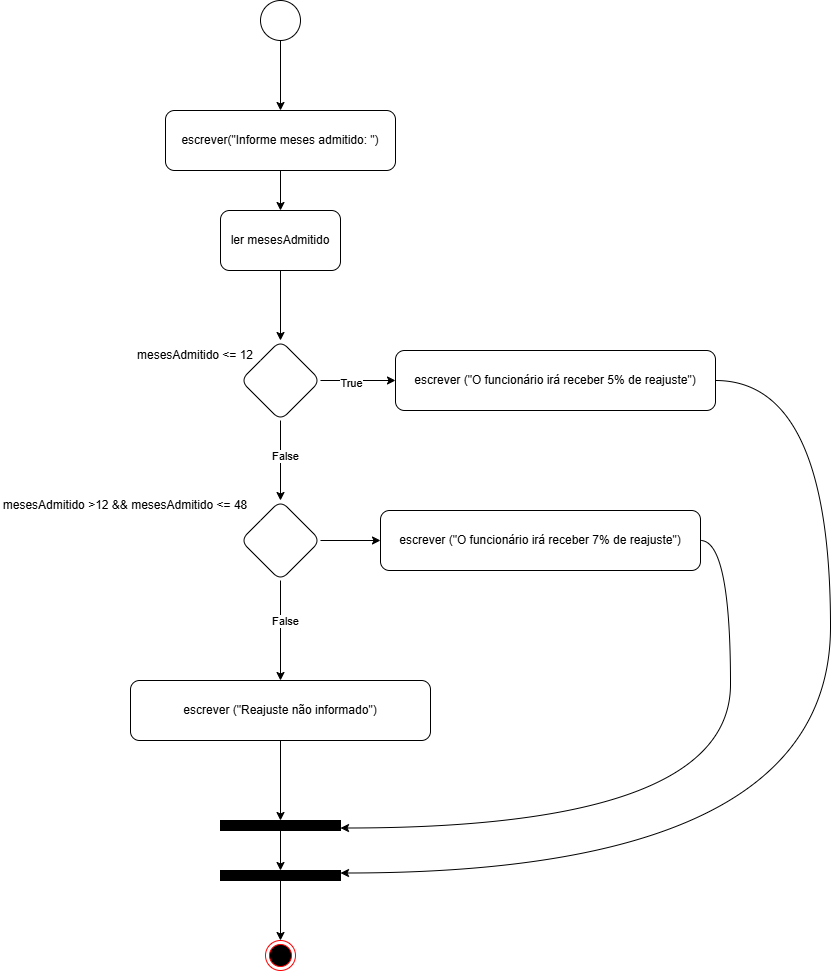 escrever("Informe meses admitido: ")
ler mesesAdmitido
mesesAdmitido <= 12
True
escrever ("O funcionário irá receber 5% de reajuste")
False
mesesAdmitido >12 && mesesAdmitido <= 48
escrever ("O funcionário irá receber 7% de reajuste")
False
escrever ("Reajuste não informado")